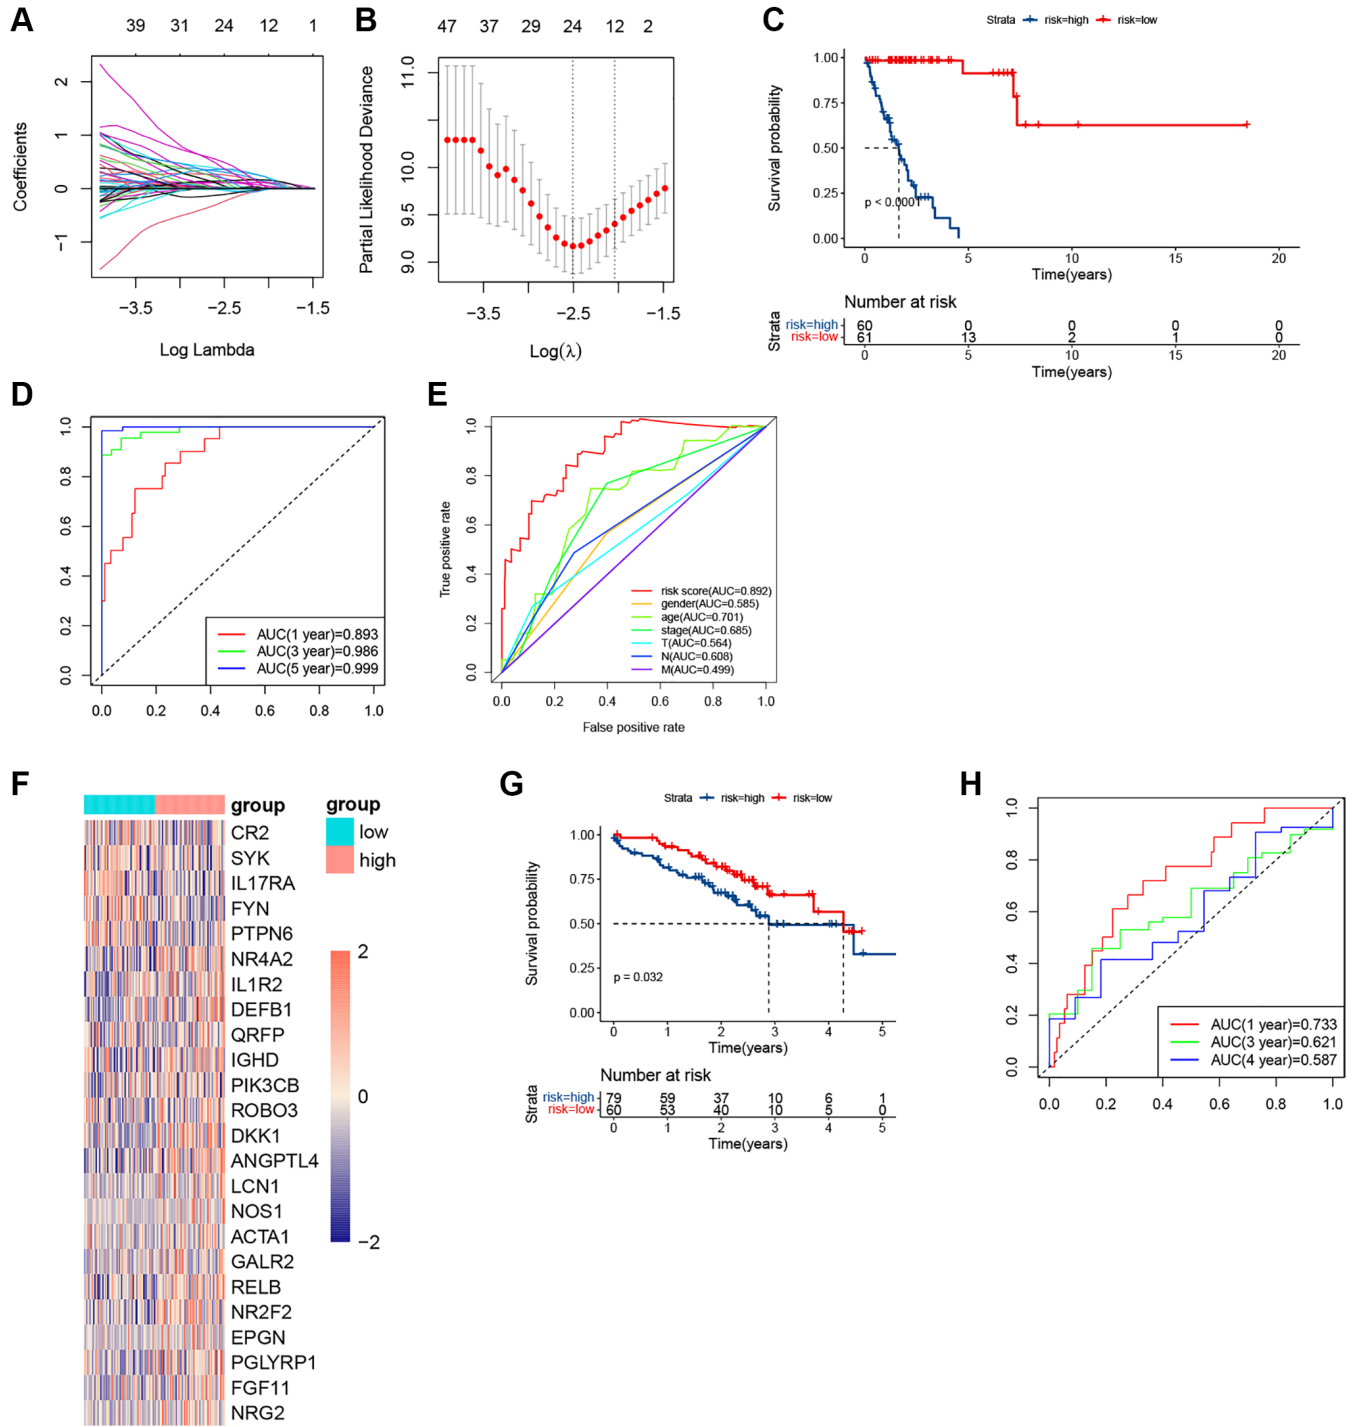 A
39 31 24 12 1
Coefficients
2
1
0
−1
−3.5 −2.5 −1.5
Log Lambda
B
47 37 29 24 12 2
Partial Likelihood Deviance
11.0
10.0
9.5
9.0
−3.5 −2.5 −1.5
Log(λ)
C
Strata risk=high risk=low
Survival probability
1.00
0.75
0.50
0.25
0.00
p < 0.0001
0 5 10 15 20
Time(years)
Number at risk
Strata
risk=high 60 0 0 0 0
risk=low 61 13 2 1 0
0 5 10 15 20
Time(years)
D
1.0
0.8
0.6
0.4
0.2
0.0
AUC(1 year)=0.893
AUC(3 year)=0.986
AUC(5 year)=0.999
0.0 0.2 0.4 0.6 0.8 1.0
E
True positive rate
1.0
0.8
0.6
0.4
0.2
0.0
risk score(AUC=0.892)
gender(AUC=0.585)
age(AUC=0.701)
stage(AUC=0.685)
T(AUC=0.564)
N(AUC=0.608)
M(AUC=0.499)
0.0 0.2 0.4 0.6 0.8 1.0
False positive rate
F
group
CR2
SYK
IL17RA
FYN
PTPN6
NR4A2
IL1R2
DEFB1
QRFP
IGHD
PIK3CB
ROBO3
DKK1
ANGPTL4
LCN1
NOS1
ACTA1
GALR2
RELB
NR2F2
EPGN
PGLYRP1
FGF11
NRG2
group
low
high
2
0
−2
G
Strata risk=high risk=low
Survival probability
1.00
0.75
0.50
0.25
0.00
p = 0.032
0 1 2 3 4 5
Time(years)
Number at risk
Strata
risk=high 79 59 37 10 6 1
risk=low 60 53 40 10 5 0
0 1 2 3 4 5
Time(years)
H
1.0
0.8
0.6
0.4
0.2
0.0
AUC(1 year)=0.733
AUC(3 year)=0.621
AUC(4 year)=0.587
0.0 0.2 0.4 0.6 0.8 1.0